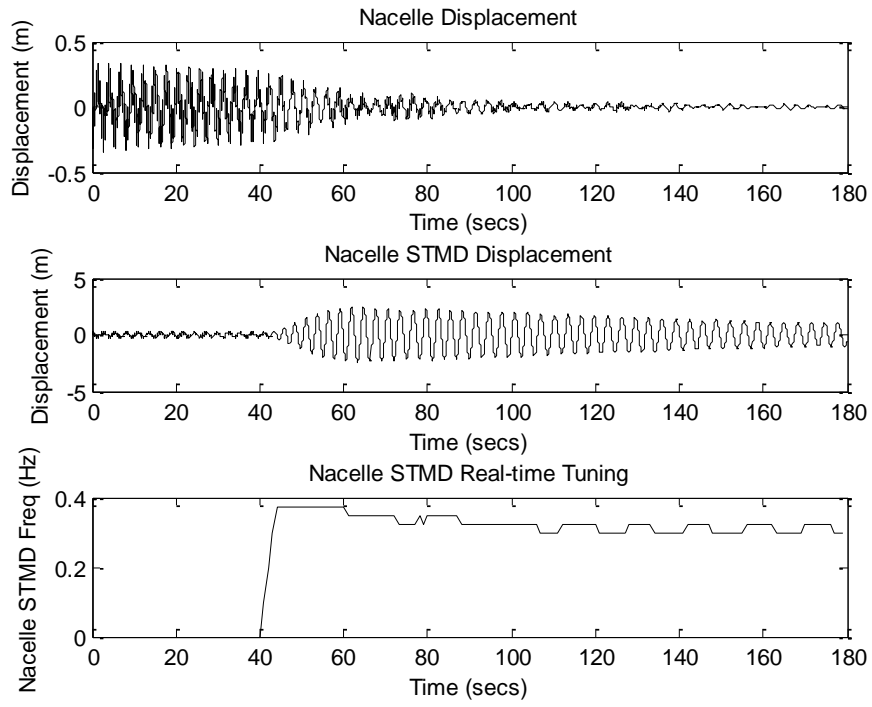 Nacelle Displacement
Displacement (m)
0.5
0
-0.5
0 20 40 60 80 100 120 140 160 180
Time (secs)
Nacelle STMD Displacement
Displacement (m)
5
0
-5
0 20 40 60 80 100 120 140 160 180
Time (secs)
Nacelle STMD Real-time Tuning
Nacelle STMD Freq (Hz)
0.4
0.2
0
0 20 40 60 80 100 120 140 160 180
Time (secs)